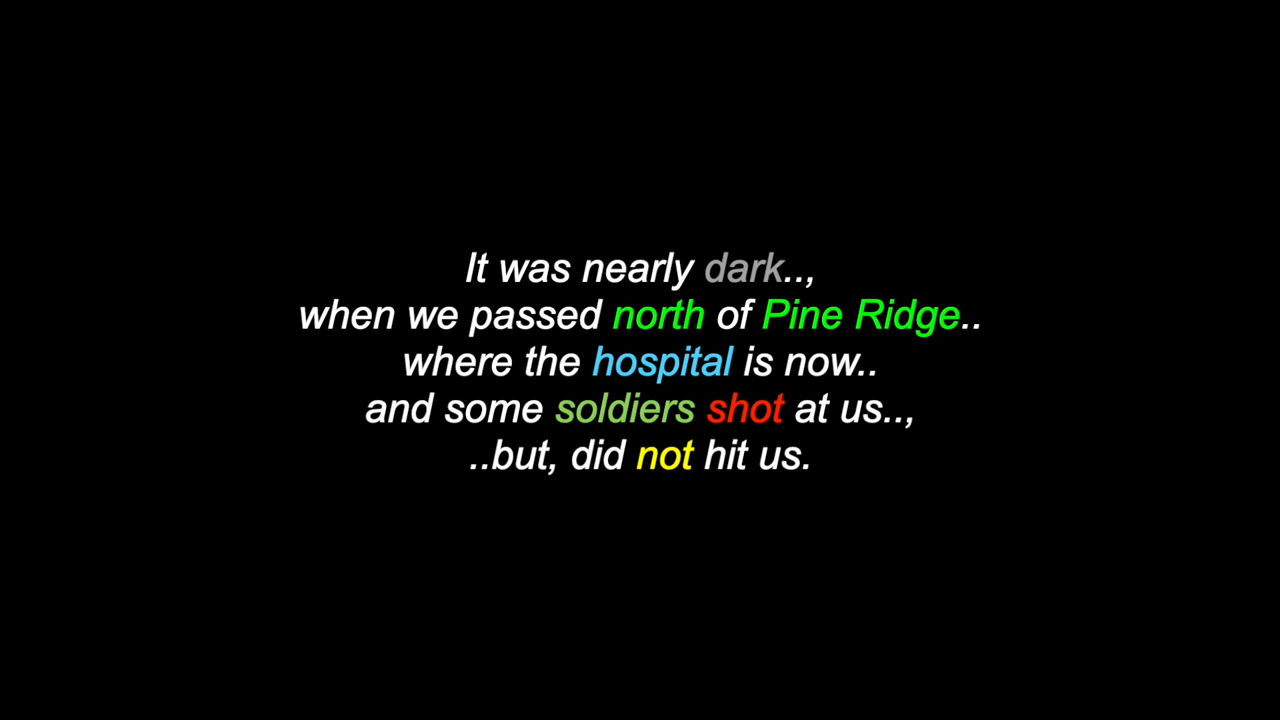 It was nearly dark..,
when we passed north of Pine Ridge..
where the hospital is now..
and some soldiers shot at us..,
..but, did not hit us.